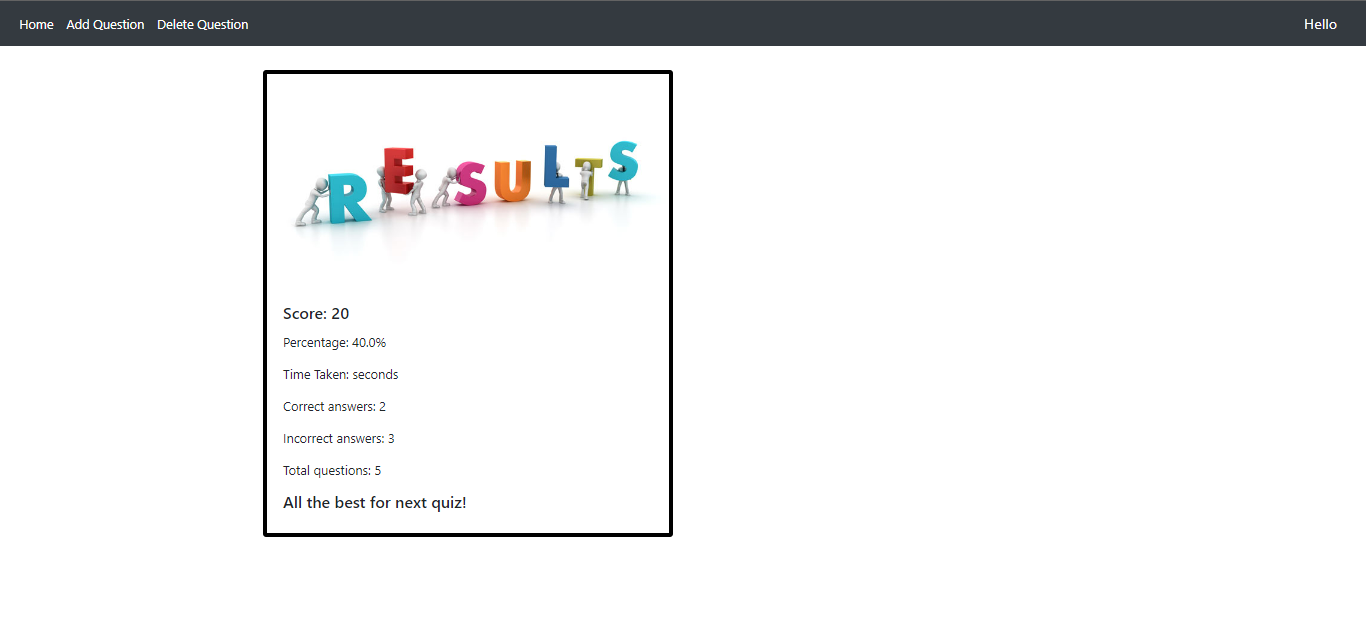 Home Add Question Delete Question Hello
RESULTS
Score: 20
Percentage: 40.0%
Time Taken: seconds
Correct answers: 2
Incorrect answers: 3
Total questions: 5
All the best for next quiz!